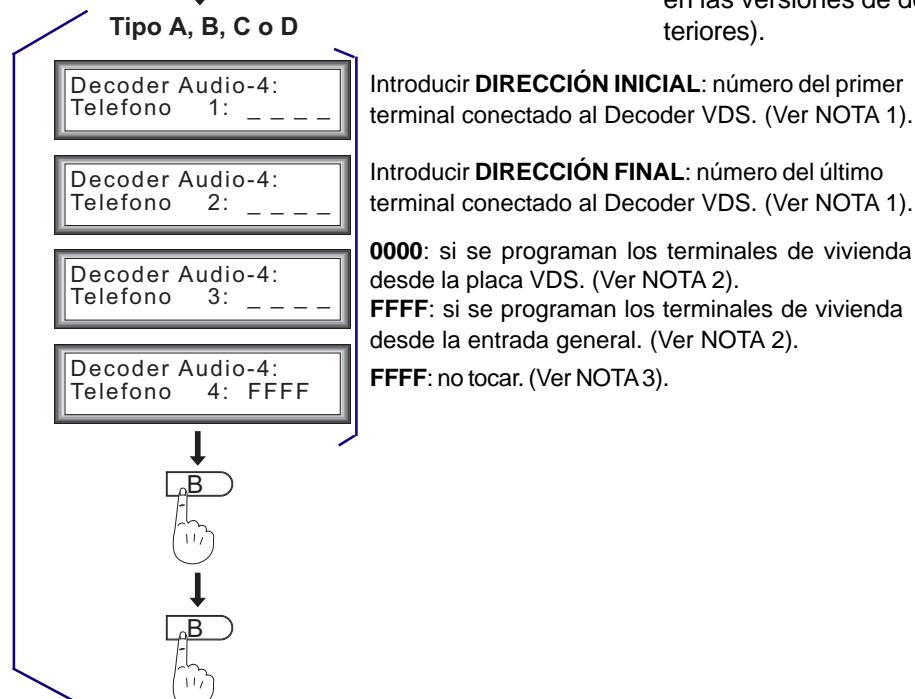 en las versiones de
teriores).
Tipo A, B, C o D
Decoder Audio-4:
Telefono 1: _ _ _ _
Introducir DIRECCIÓN INICIAL: número del primer
terminal conectado al Decoder VDS. (Ver NOTA 1).
Decoder Audio-4:
Telefono 2: _ _ _ _
Introducir DIRECCIÓN FINAL: número del último
terminal conectado al Decoder VDS. (Ver NOTA 1).
Decoder Audio-4:
Telefono 3: _ _ _ _
0000: si se programan los terminales de vivienda
desde la placa VDS. (Ver NOTA 2).
FFFF: si se programan los terminales de vivienda
desde la entrada general. (Ver NOTA 2).
Decoder Audio-4:
Telefono 4: FFFF
FFFF: no tocar. (Ver NOTA 3).
B
B